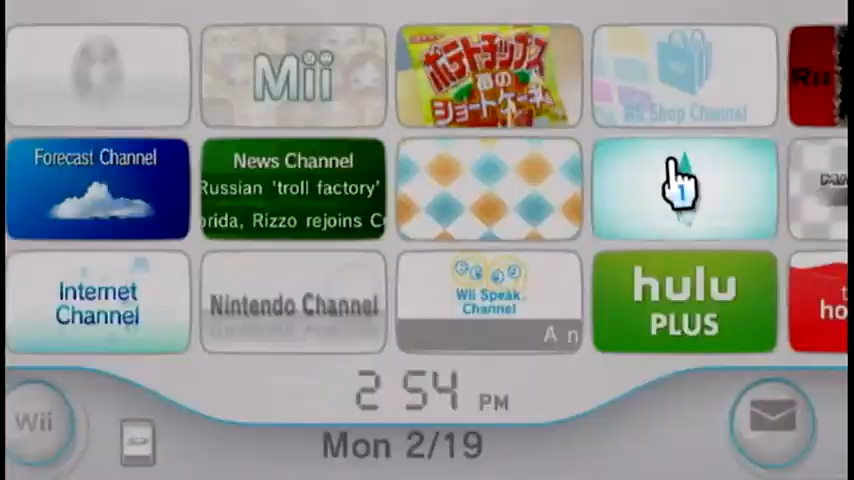 Mii
ポテトチップス
苺の
ショートケーキ
Wii Shop Channel
Forecast Channel
News Channel
Russian 'troll factory'
orida, Rizzo rejoins C
1
Internet
Channel
Nintendo Channel
Wii Speak
Channel
A n
hulu
PLUS
ho
2 54 PM
Wii
Mon 2/19